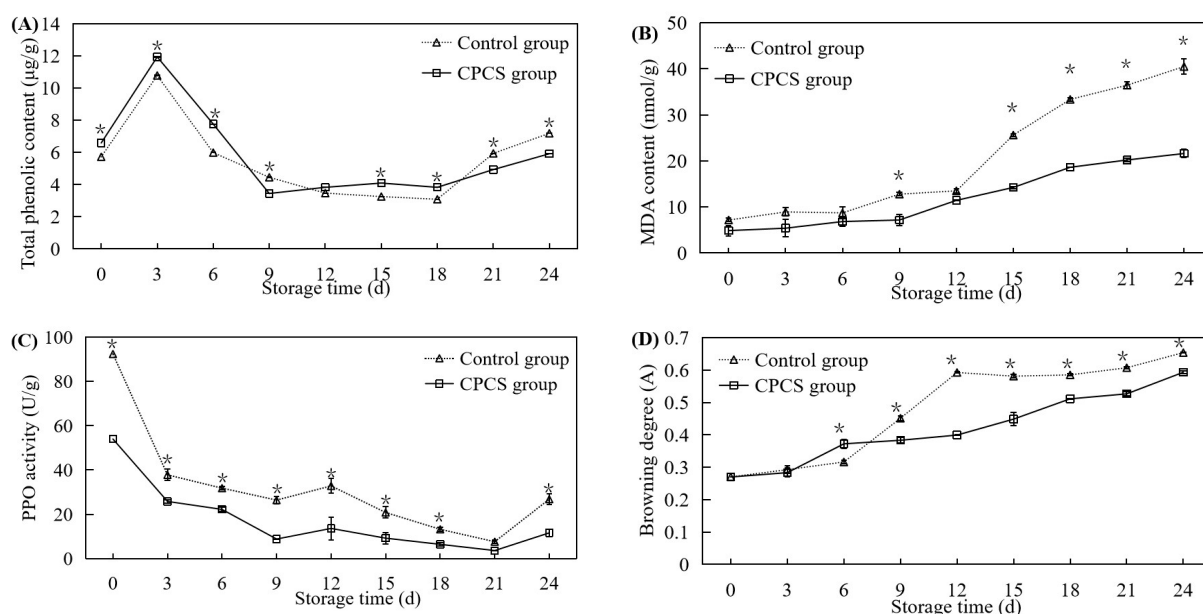 (A)
Total phenolic content (μg/g)
14
12
10
8
6
4
2
0
* * * * * * * *
Control group
CPCS group
0 3 6 9 12 15 18 21 24
Storage time (d)
(B)
MDA content (nmol/g)
50
40
30
20
10
0
* * * * *
Control group
CPCS group
0 3 6 9 12 15 18 21 24
Storage time (d)
(C)
PPO activity (U/g)
100
80
60
40
20
0
* * * * * * * *
Control group
CPCS group
0 3 6 9 12 15 18 21 24
Storage time (d)
(D)
Browning degree (A)
0.7
0.6
0.5
0.4
0.3
0.2
0.1
0
* * * * * * *
Control group
CPCS group
0 3 6 9 12 15 18 21 24
Storage time (d)